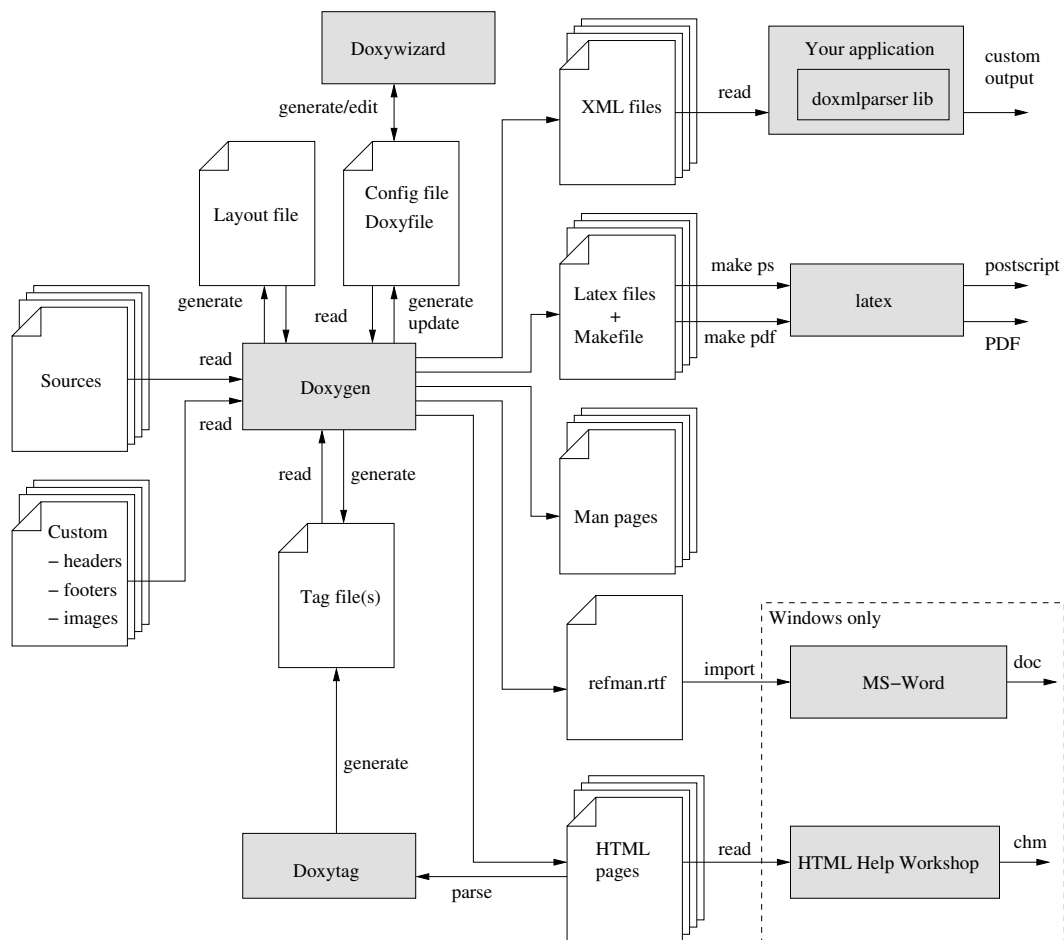 Doxywizard
generate/edit
Layout file
Config file
Doxyfile
generate
read
generate
update
Sources
read
Doxygen
read
Custom
− headers
− footers
− images
read
generate
Tag file(s)
generate
Doxytag
parse
XML files
read
Your application
doxmlparser lib
custom
output
Latex files
+
Makefile
make ps
make pdf
latex
postscript
PDF
Man pages
refman.rtf
import
Windows only
MS−Word
doc
HTML
pages
read
HTML Help Workshop
chm